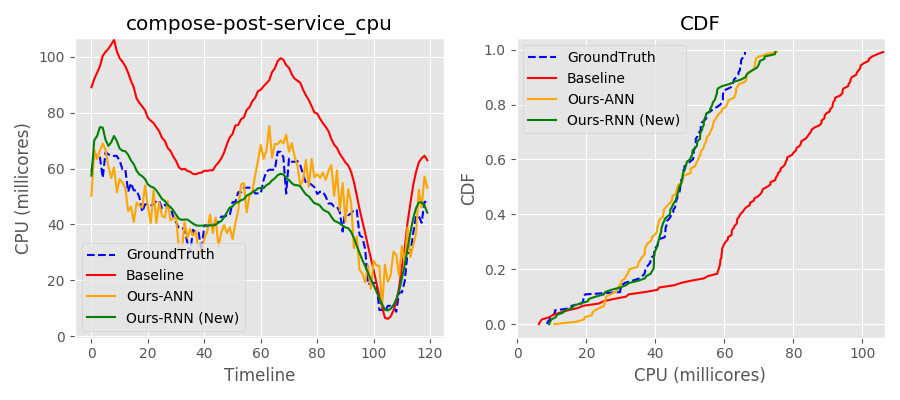 compose-post-service_cpu
CPU (millicores)
100
80
60
40
20
0
GroundTruth
Baseline
Ours-ANN
Ours-RNN (New)
0 20 40 60 80 100 120
Timeline
CDF
CDF
1.0
0.8
0.6
0.4
0.2
0.0
GroundTruth
Baseline
Ours-ANN
Ours-RNN (New)
0 20 40 60 80 100
CPU (millicores)